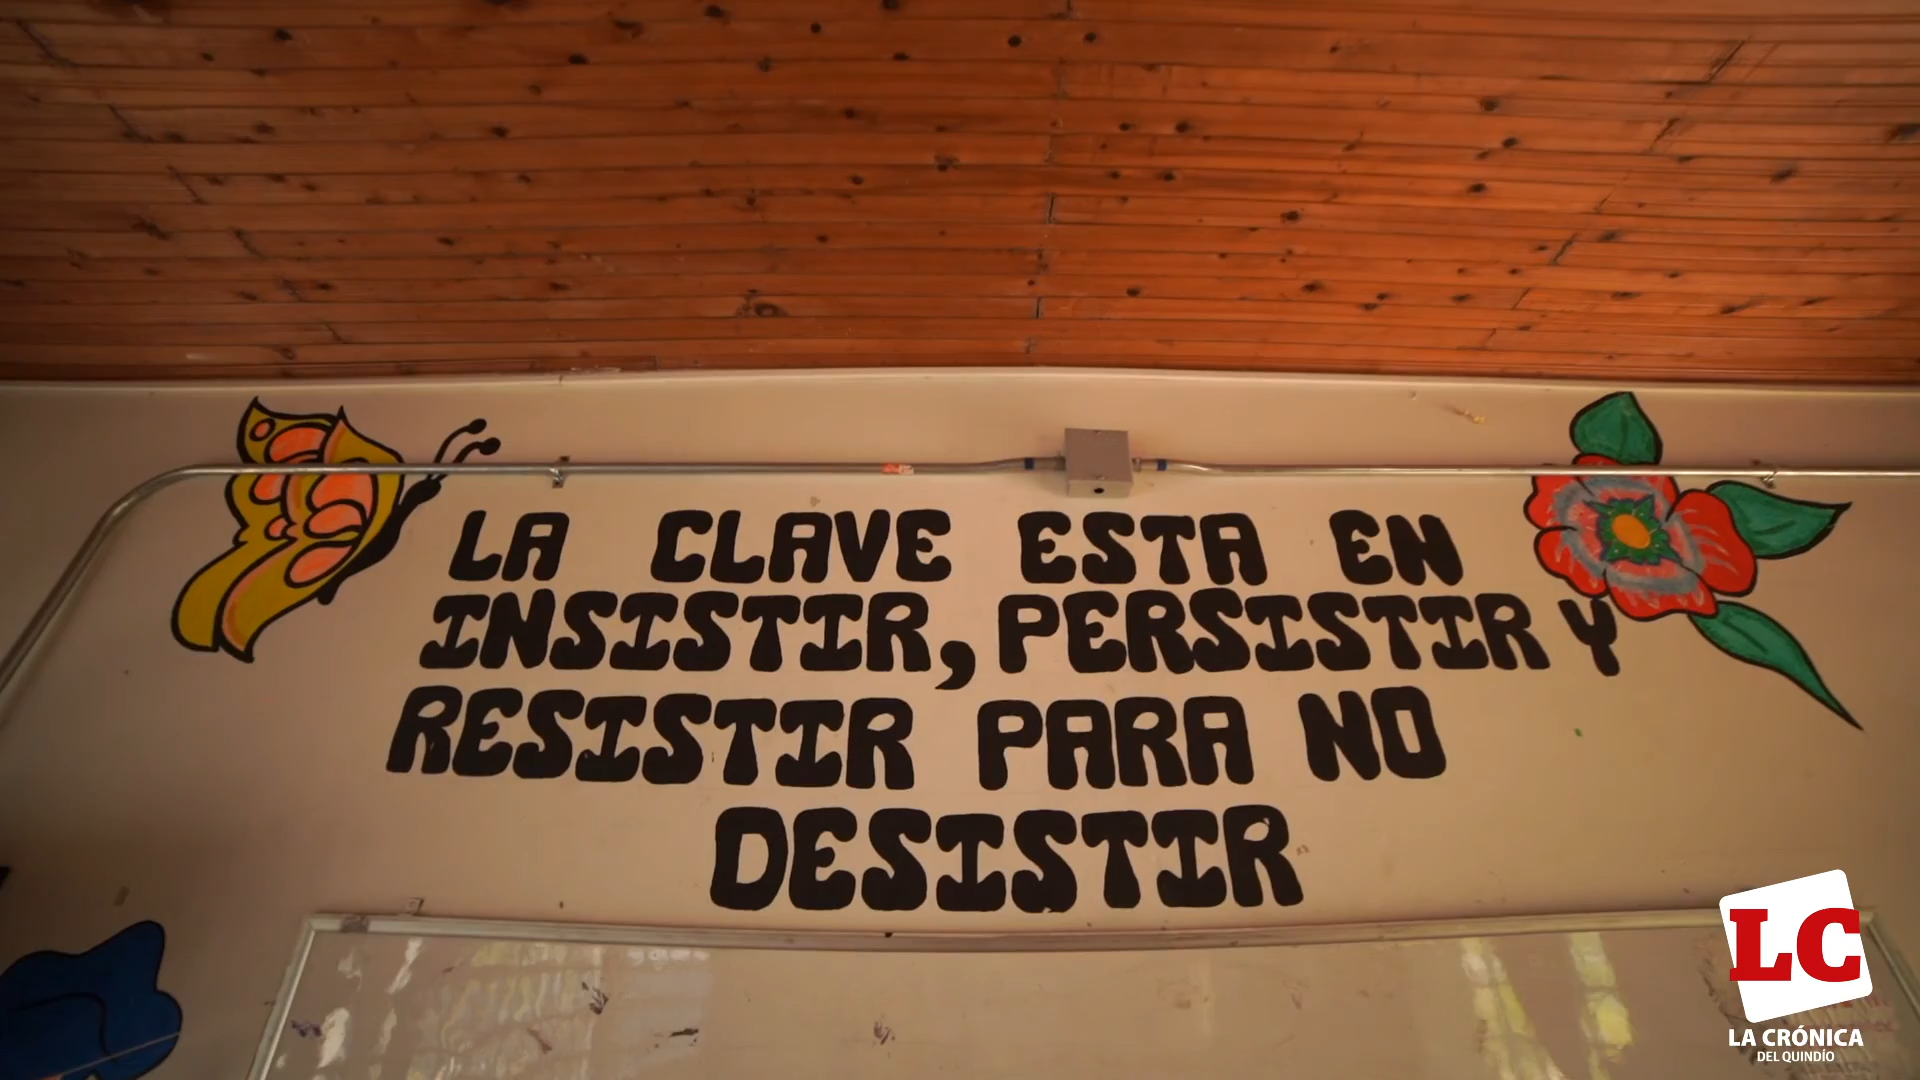 LA CLAVE ESTA EN
INSISTIR, PERSISTIR Y
RESISTIR PARA NO
DESISTIR
LC
LA CRÓNICA
DEL QUINDÍO